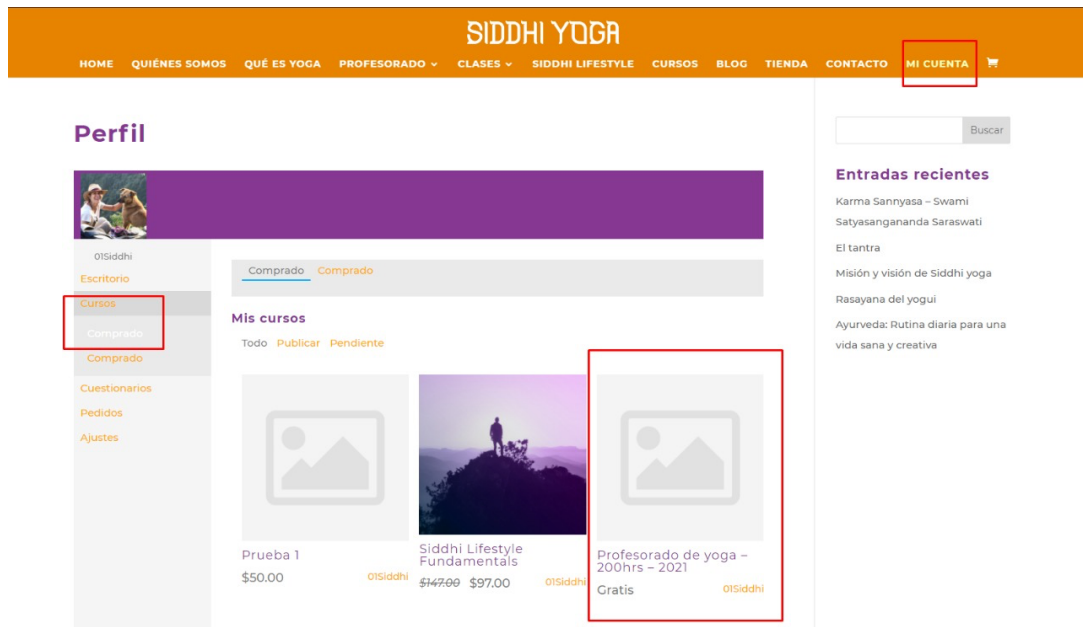 SIDDHI YOGA
HOME QUIÉNES SOMOS QUÉ ES YOGA PROFESORADO CLASES SIDDHI LIFESTYLE CURSOS BLOG TIENDA CONTACTO MI CUENTA
Perfil
01Siddhi
Escritorio
Cursos
Comprado
Comprado
Cuestionarios
Pedidos
Ajustes
Comprado Comprado
Mis cursos
Todo Publicar Pendiente
Prueba 1
$50.00 01Siddhi
Siddhi Lifestyle
Fundamentals
$147.00 $97.00 01Siddhi
Profesorado de yoga –
200hrs – 2021
Gratis 01Siddhi
Buscar
Entradas recientes
Karma Sannyasa – Swami
Satyasangananda Saraswati
El tantra
Misión y visión de Siddhi yoga
Rasayana del yogui
Ayurveda: Rutina diaria para una
vida sana y creativa